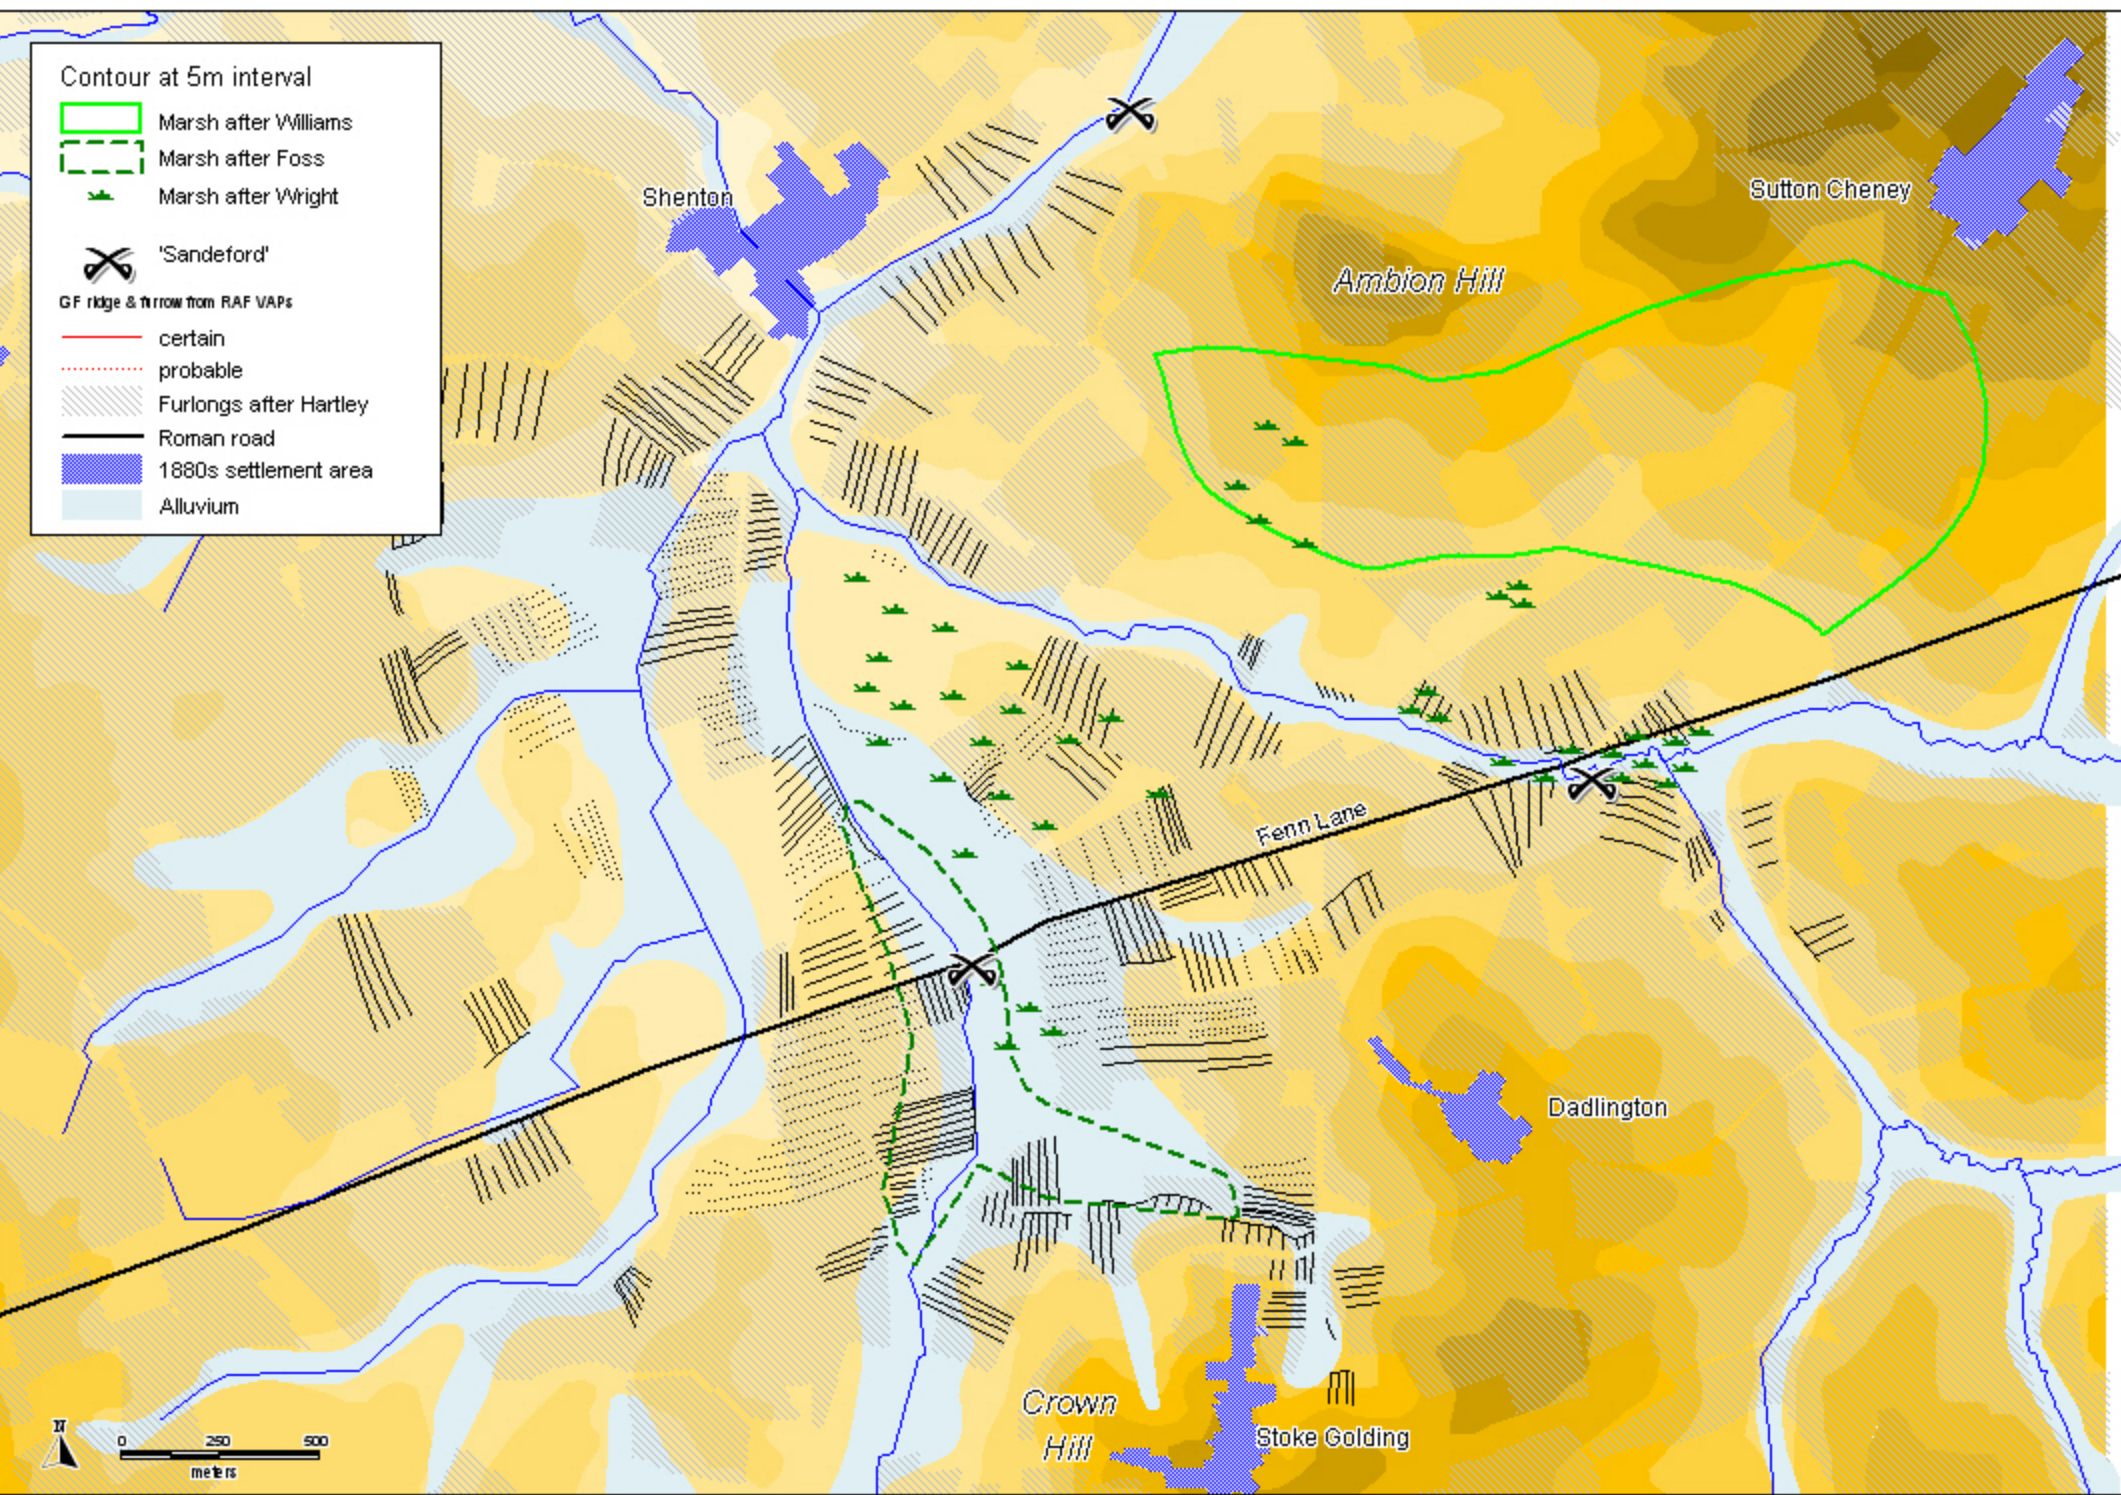 Contour at 5m interval
Marsh after Williams
Marsh after Foss
Marsh after Wright
'Sandeford'
GF ridge & furrow from RAF VAPs
certain
probable
Furlongs after Hartley
Roman road
1880s settlement area
Alluvium
Shenton
Sutton Cheney
Ambion Hill
Fenn Lane
Dadlington
Crown
Hill
Stoke Golding
N
0 250 500
meters